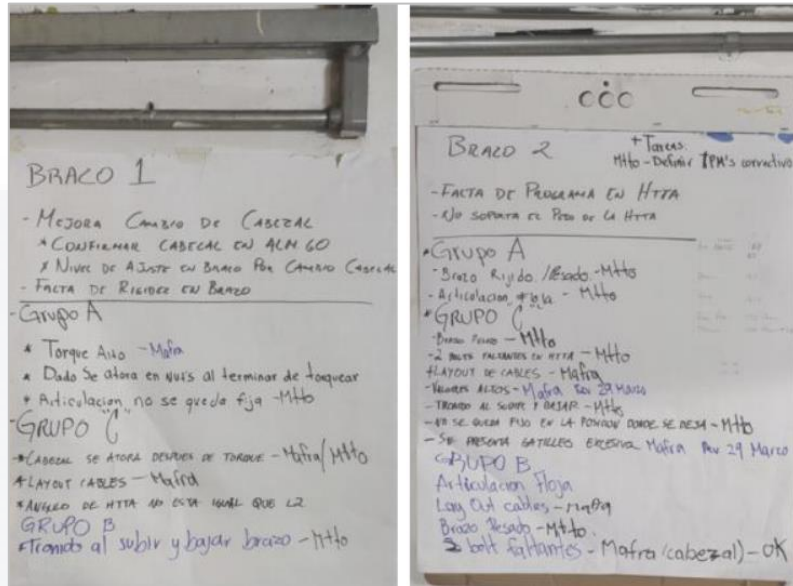 BRAZO 1
- MEJORA CAMBIO DE CABEZAL
* CONFIRMAR CABEZAL EN ALM 60
* NIVEL DE AJUSTE EN BRAZO POR CAMBIO CABEZAL
- FALTA DE RIGIDEZ EN BRAZO
- Grupo A
* Torque Alto - Mafra
* Dado Se atora en nuts al terminar de torquear
* Articulacion no se queda fija - Mtto
- GRUPO "C"
* CABEZAL SE ATORA DESPUES DE TORQUE - Mafra/Mtto
* LAYOUT CABLES - Mafra
* ANGULO DE HTTA NO ESTA IGUAL QUE L2
GRUPO B
* Tronido al subir y bajar brazo - Mtto
BRAZO 2
+ Tareas:
Mtto - Definir TPM's correctivo
- FALTA DE PROGRAMA EN HTTA
- NO SOPORTA EL PESO DE LA HTTA
* Grupo A
- Brazo Rigido /Pesado - Mtto
- Articulacion floja - Mtto
* GRUPO "C"
- BRAZO PESADO - Mtto
- 2 BOLTS FALTANTES EN HTTA - Mtto
* LAYOUT DE CABLES - Mafra
- VALORES ALTOS - Mafra Rev 29 Marzo
- TRONIDO AL SUBIR Y BAJAR - Mtto
- NO SE QUEDA FIJO EN LA POSICION DONDE SE DEJA - Mtto
- SE PRESENTA GATILLEO EXCESIVO Mafra Rev 29 Marzo
GRUPO B
Articulacion Floja
Lay Out cables - mafra
Brazo Pesado - Mtto.
2 bolt faltantes - Mafra (cabezal) - OK